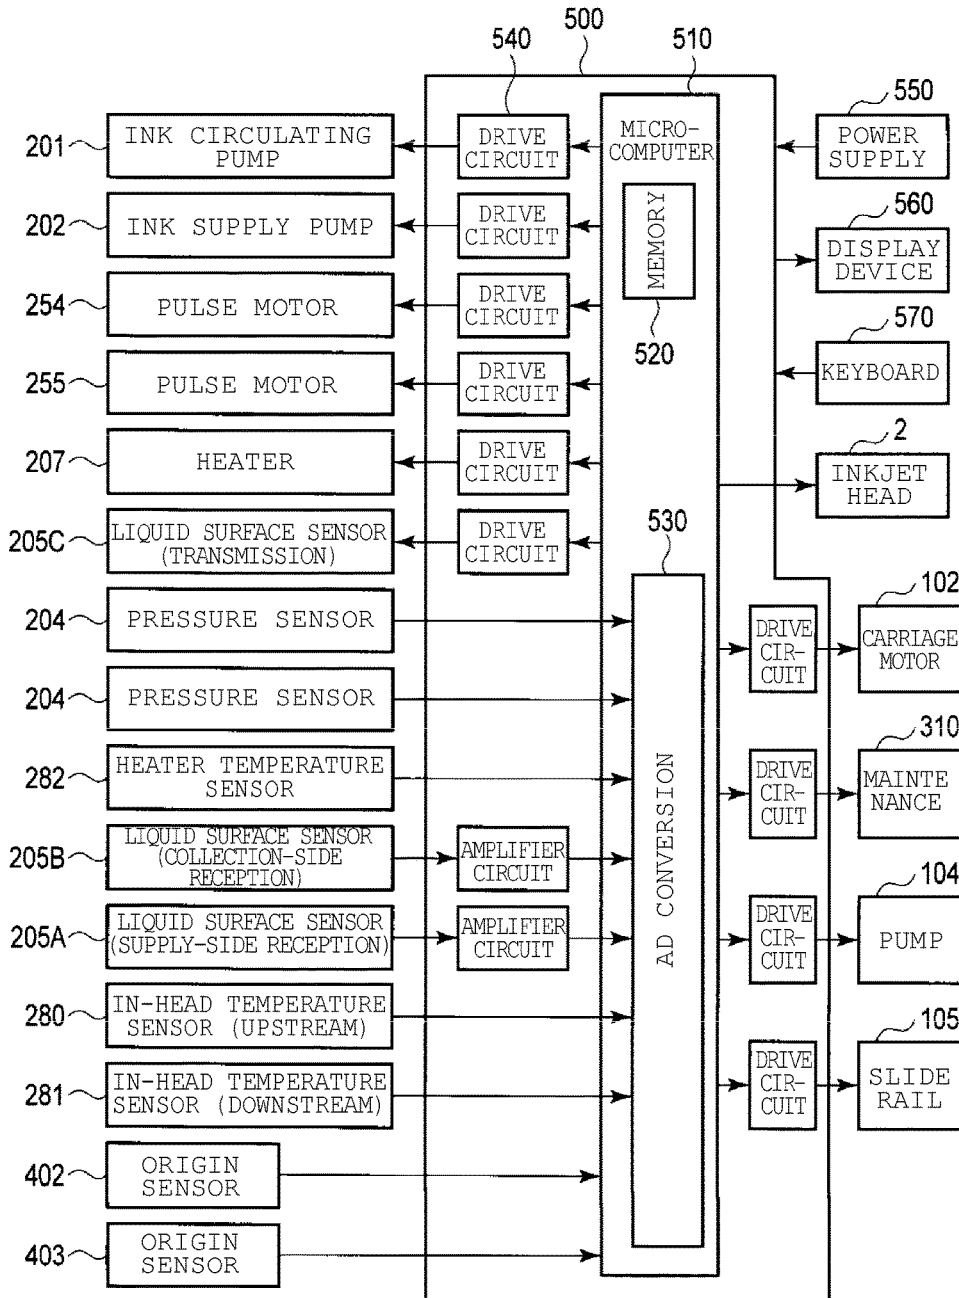 500
540
510
550
201
INK CIRCULATING
PUMP
DRIVE
CIRCUIT
MICRO-
COMPUTER
POWER
SUPPLY
560
202
INK SUPPLY PUMP
DRIVE
CIRCUIT
MEMORY
DISPLAY
DEVICE
254
PULSE MOTOR
DRIVE
CIRCUIT
570
520
255
PULSE MOTOR
DRIVE
CIRCUIT
KEYBOARD
2
207
HEATER
DRIVE
CIRCUIT
INKJET
HEAD
205C
LIQUID SURFACE SENSOR
(TRANSMISSION)
DRIVE
CIRCUIT
530
102
204
PRESSURE SENSOR
DRIVE
CIR-
CUIT
CARRIAGE
MOTOR
204
PRESSURE SENSOR
310
282
HEATER TEMPERATURE
SENSOR
AD CONVERSION
DRIVE
CIR-
CUIT
MAINTE
NANCE
205B
LIQUID SURFACE SENSOR
(COLLECTION-SIDE
RECEPTION)
AMPLIFIER
CIRCUIT
104
205A
LIQUID SURFACE SENSOR
(SUPPLY-SIDE RECEPTION)
AMPLIFIER
CIRCUIT
DRIVE
CIR-
CUIT
PUMP
280
IN-HEAD TEMPERATURE
SENSOR (UPSTREAM)
105
281
IN-HEAD TEMPERATURE
SENSOR (DOWNSTREAM)
DRIVE
CIR-
CUIT
SLIDE
RAIL
402
ORIGIN
SENSOR
403
ORIGIN
SENSOR